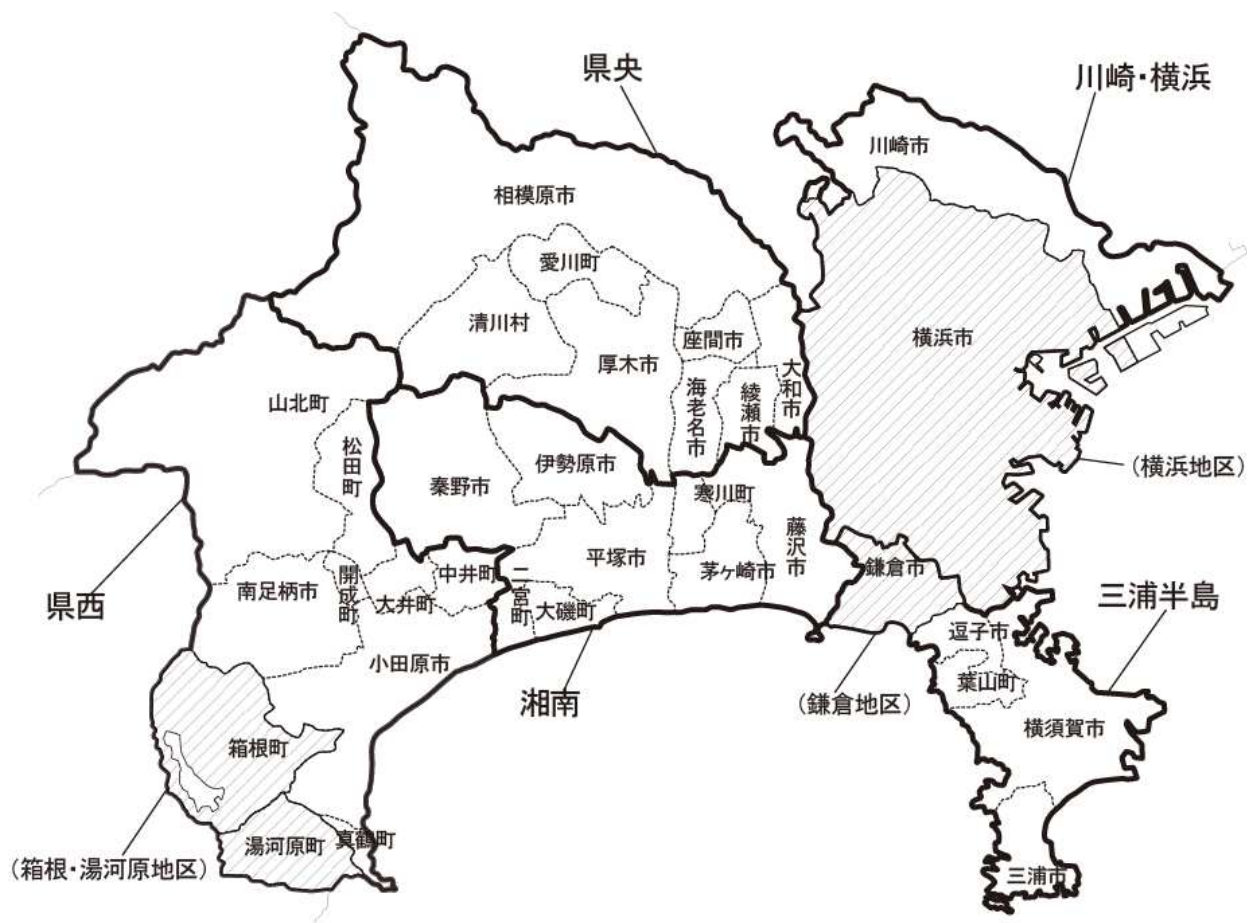 県央
川崎・横浜
川崎市
相模原市
愛川町
清川村
座間市
横浜市
厚木市
大和市
海老名市
綾瀬市
山北町
松田町
伊勢原市
(横浜地区)
秦野市
寒川町
藤沢市
鎌倉市
平塚市
茅ヶ崎市
中井町
二宮町
南足柄市
開成町
大井町
大磯町
県西
三浦半島
逗子市
小田原市
葉山町
湘南
(鎌倉地区)
横須賀市
箱根町
湯河原町
真鶴町
(箱根・湯河原地区)
三浦市